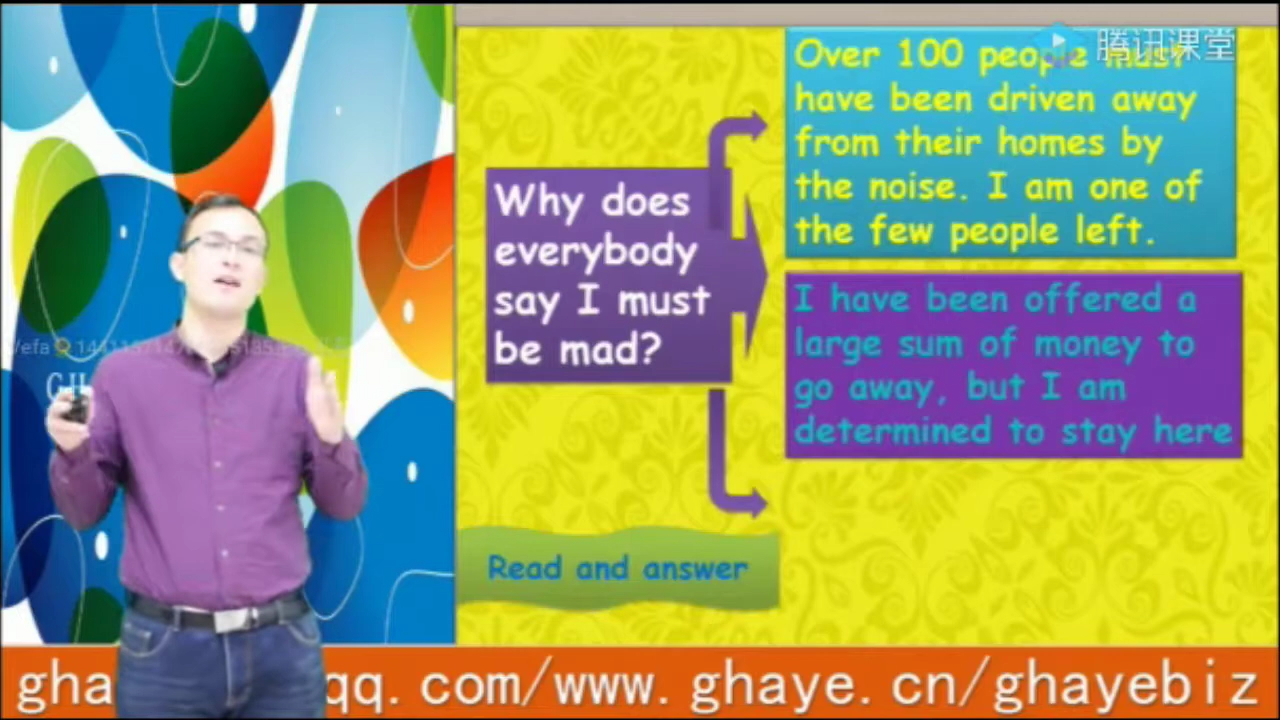 腾讯课堂
Over 100 people must
have been driven away
from their homes by
the noise. I am one of
the few people left.
Why does
everybody
say I must
be mad?
I have been offered a
large sum of money to
go away, but I am
determined to stay here
Read and answer
gha
qq. com/www. ghaye. cn/ghayebiz